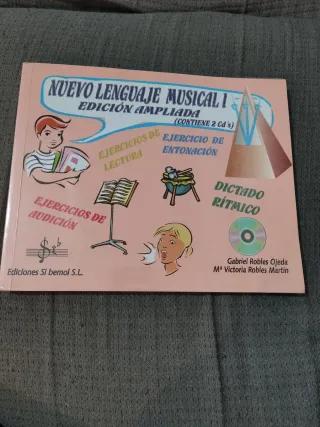 NUEVO LENGUAJE MUSICAL I
EDICIÓN AMPLIADA
(CONTIENE 2 Cd's)
EJERCICIOS DE
LECTURA
EJERCICIO DE
ENTONACIÓN
EJERCICIOS DE
AUDICIÓN
DICTADO
RÍTMICO
Ediciones Si bemol S.L.
Gabriel Robles Ojeda
Mª Victoria Robles Martín